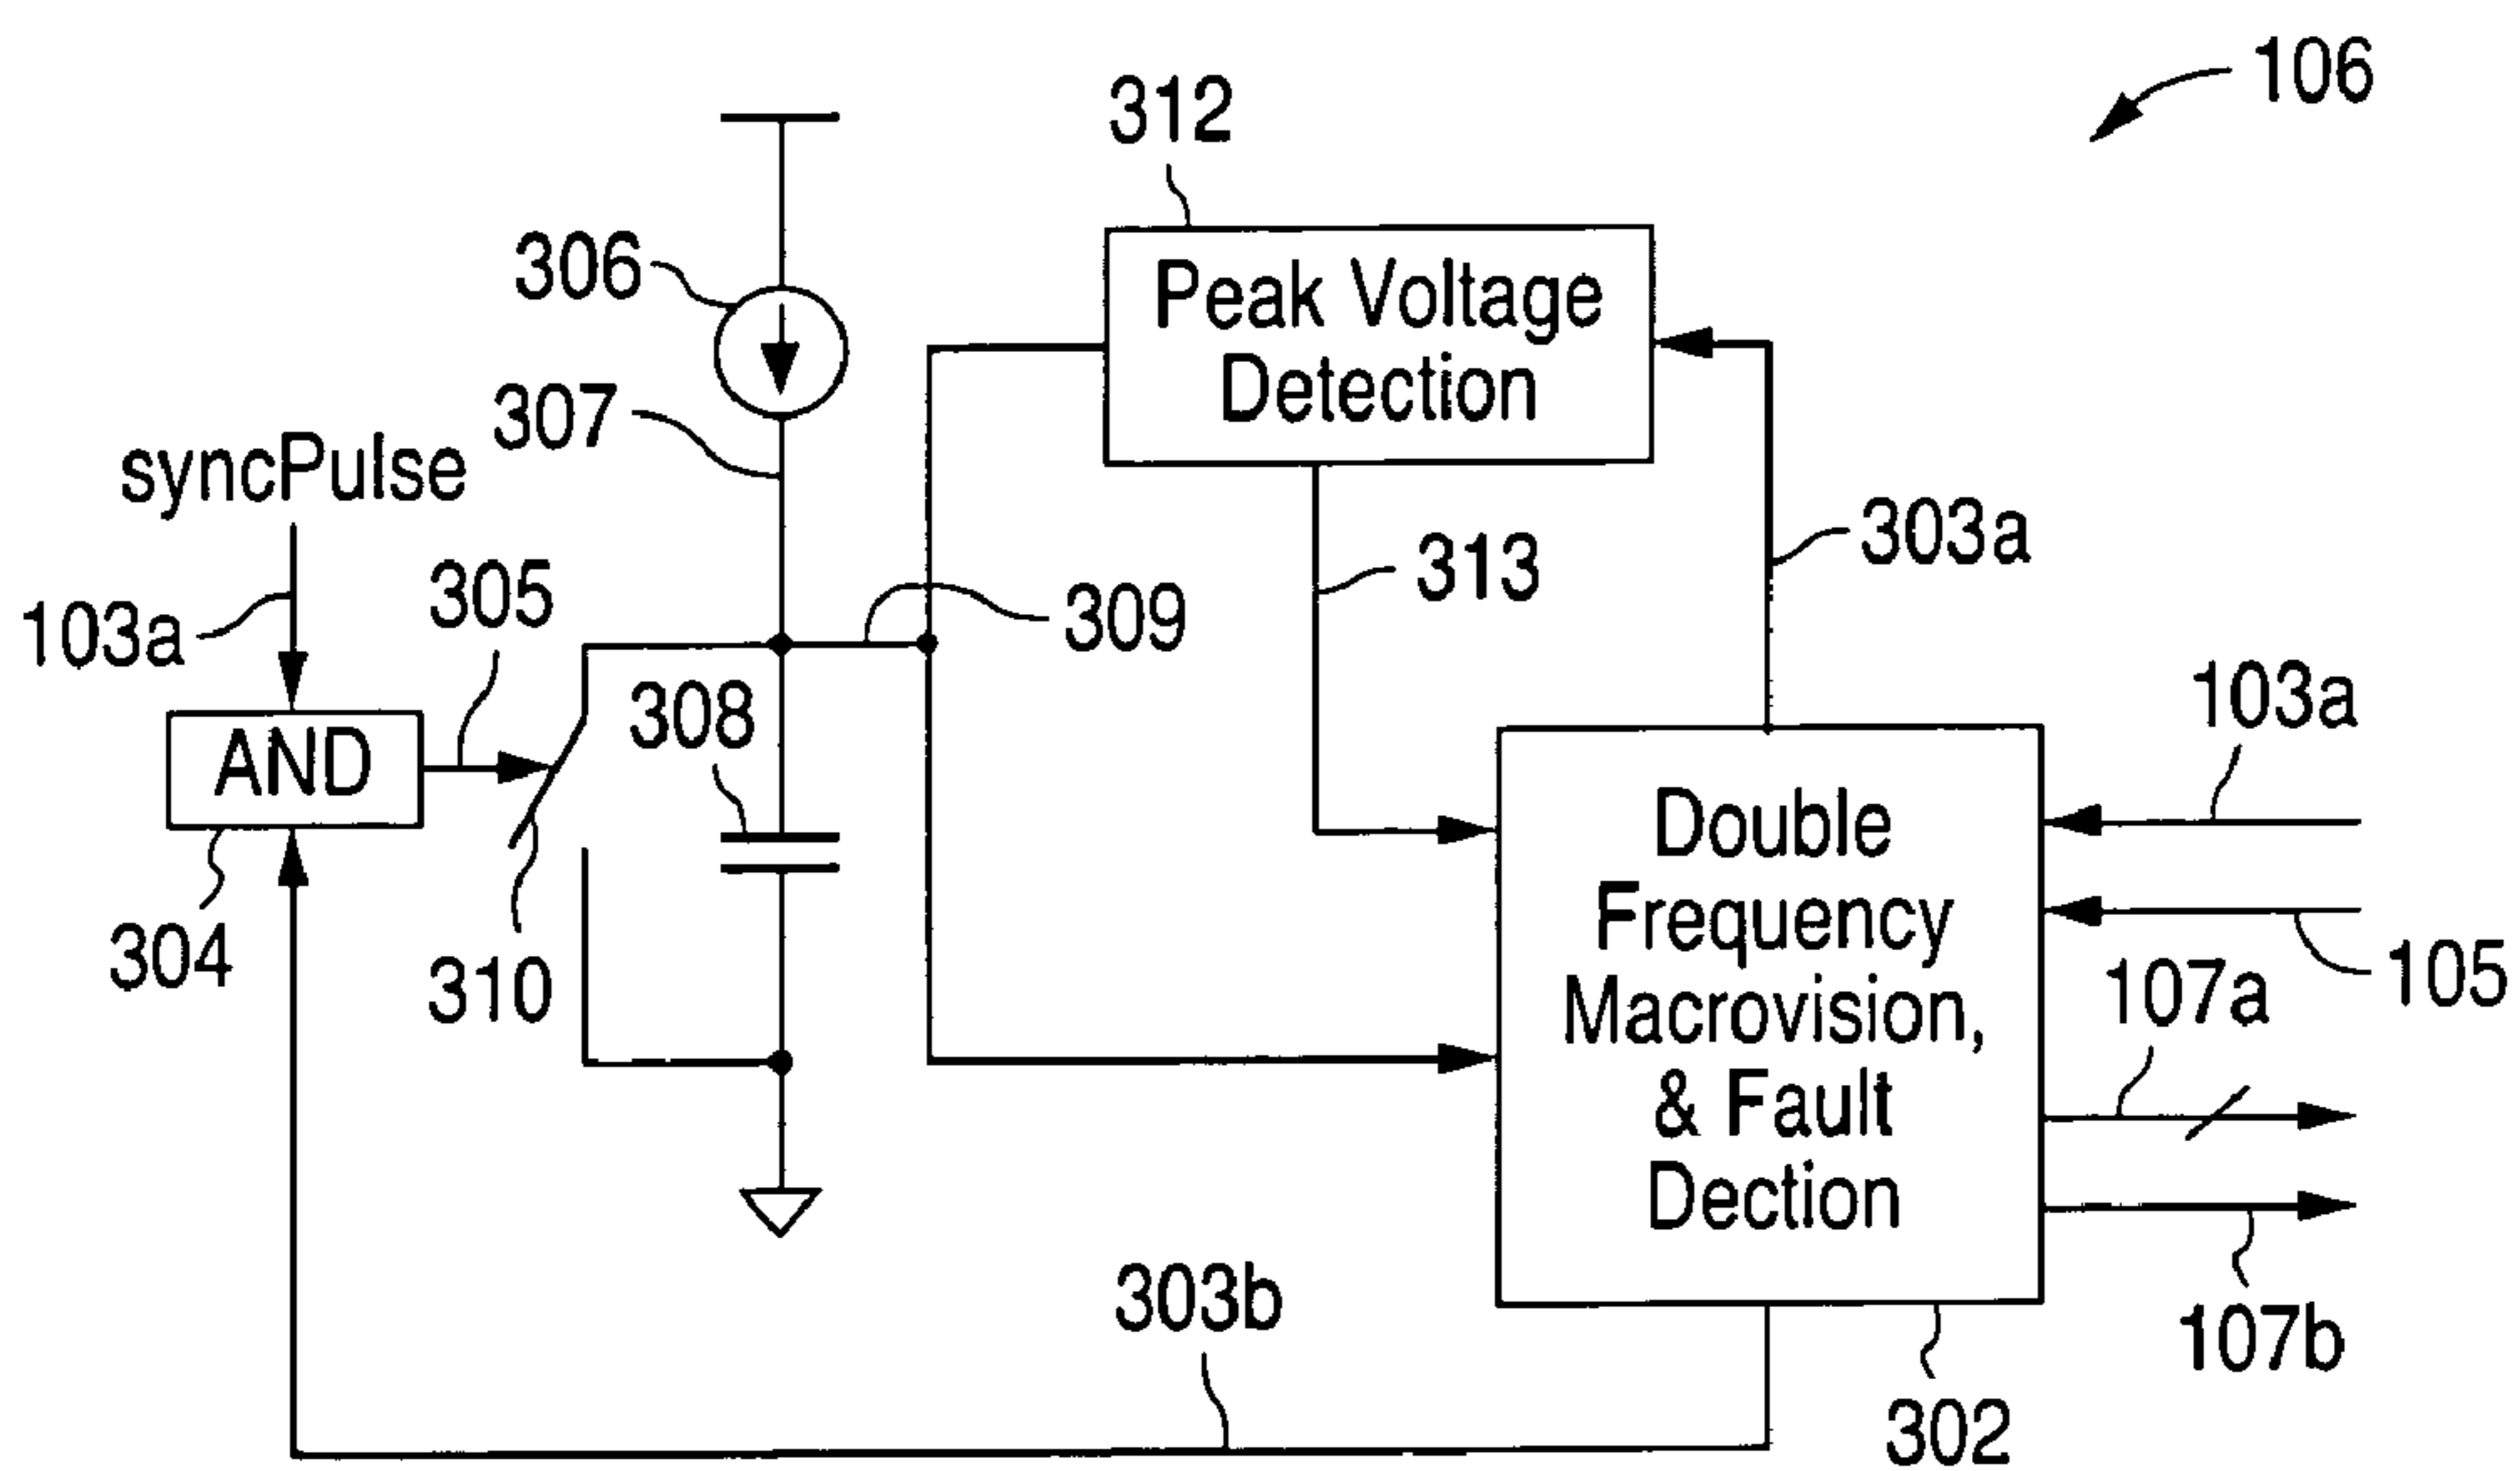 106
312
306
Peak Voltage
Detection
307
syncPulse
303a
313
305
309
103a
103a
308
AND
Double
Frequency
Macrovision,
& Fault
Dection
304
310
105
107a
303b
107b
302